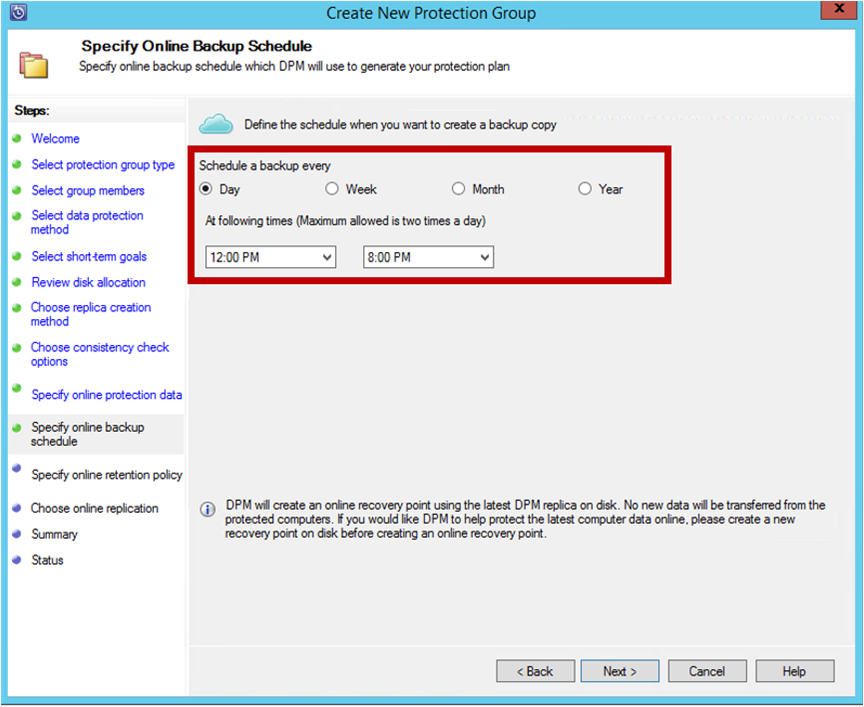 Create New Protection Group
x
Specify Online Backup Schedule
Specify online backup schedule which DPM will use to generate your protection plan
Steps:
Welcome
Select protection group type
Select group members
Select data protection
method
Select short-term goals
Review disk allocation
Choose replica creation
method
Choose consistency check
options
Specify online protection data
Specify online backup
schedule
Specify online retention policy
Choose online replication
Summary
Status
Define the schedule when you want to create a backup copy
Schedule a backup every
Day Week Month Year
At following times (Maximum allowed is two times a day)
12:00 PM 8:00 PM
DPM will create an online recovery point using the latest DPM replica on disk. No new data will be transferred from the
protected computers. If you would like DPM to help protect the latest computer data online, please create a new
recovery point on disk before creating an online recovery point.
< Back Next > Cancel Help